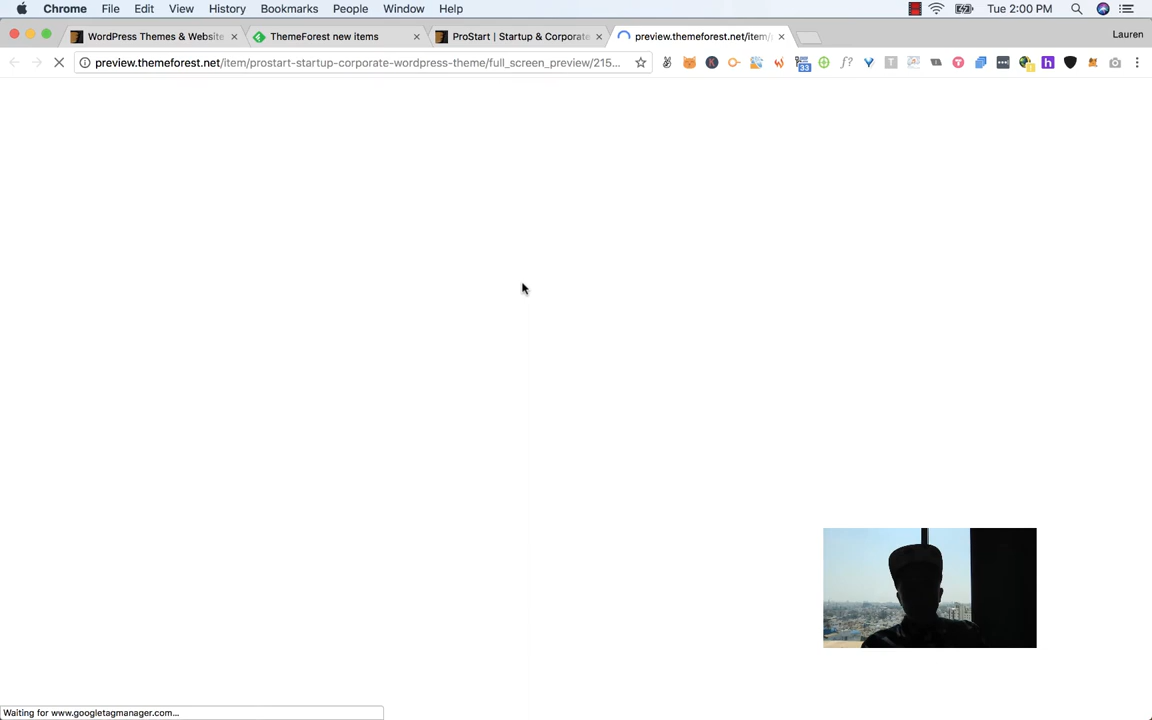 Chrome File Edit View History Bookmarks People Window Help Tue 2:00 PM
WordPress Themes & Website ThemeForest new items ProStart | Startup & Corporate preview.themeforest.net/item/ Lauren
preview.themeforest.net/item/prostart-startup-corporate-wordpress-theme/full_screen_preview/215... K f? T 33 T h
Waiting for www.googletagmanager.com...